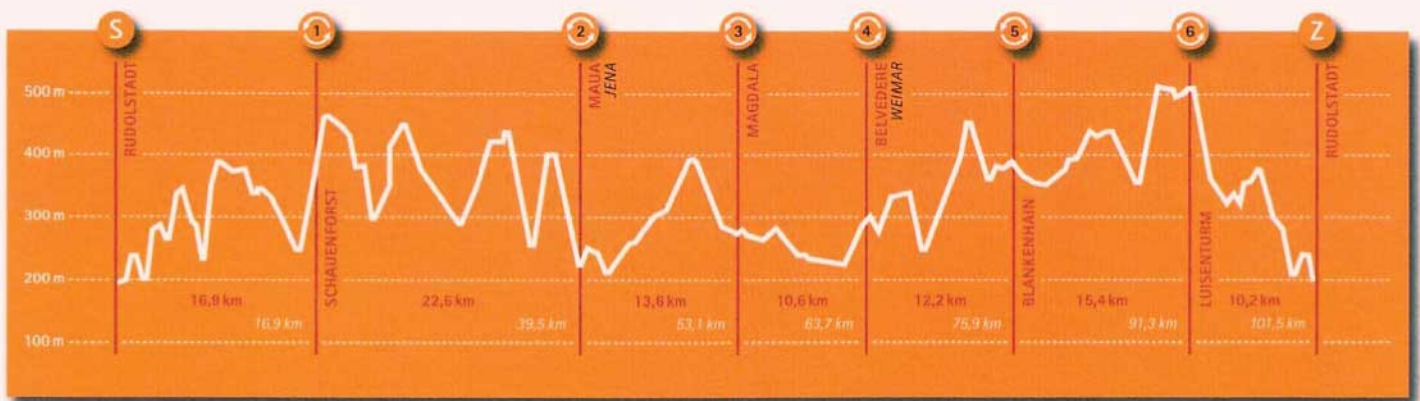 S
1
2
3
4
5
6
Z
500 m
400 m
300 m
200 m
100 m
RUDOLSTADT
SCHAUENFORST
MAUA
JENA
MAGDALA
BELVEDERE
WEIMAR
BLANKENHAIN
LUISENTURM
RUDOLSTADT
16,9 km
22,6 km
13,6 km
10,6 km
12,2 km
15,4 km
10,2 km
16,9 km
39,5 km
53,1 km
63,7 km
75,9 km
91,3 km
101,5 km